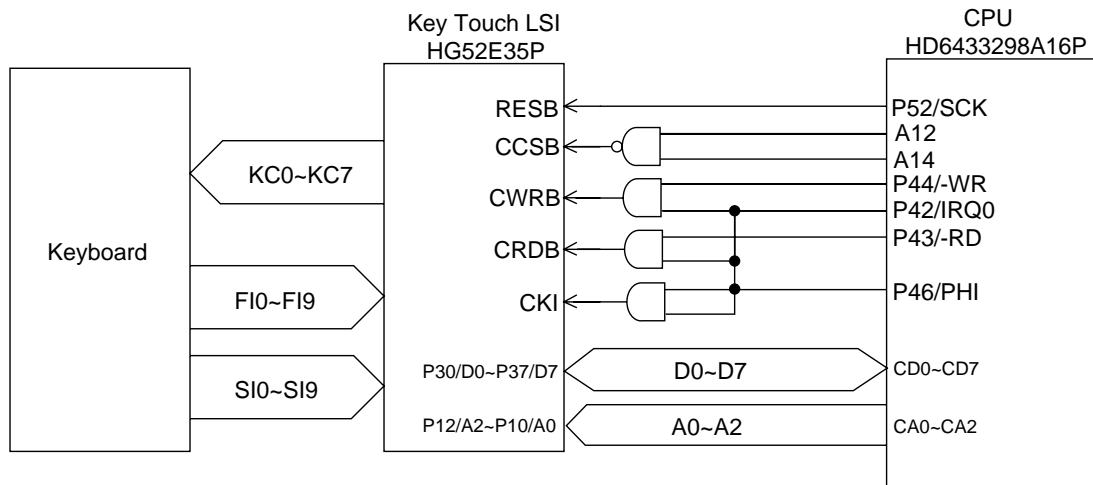 Key Touch LSI
HG52E35P
CPU
HD6433298A16P
RESB
P52/SCK
CCSB
A12
A14
KC0~KC7
CWRB
P44/-WR
P42/IRQ0
Keyboard
CRDB
P43/-RD
FI0~FI9
CKI
P46/PHI
SI0~SI9
P30/D0~P37/D7
D0~D7
CD0~CD7
P12/A2~P10/A0
A0~A2
CA0~CA2